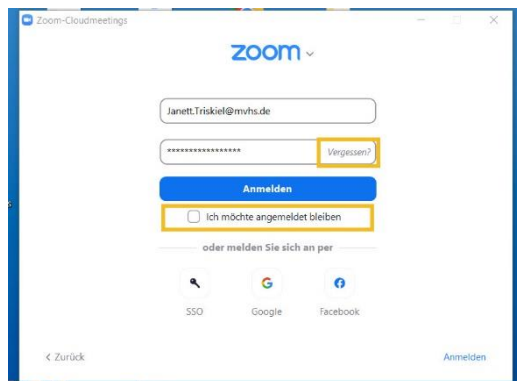 Zoom-Cloudmeetings
zoom
Janett.Triskiel@mvhs.de
***************** Vergessen?
Anmelden
Ich möchte angemeldet bleiben
oder melden Sie sich an per
SSO Google Facebook
< Zurück Anmelden